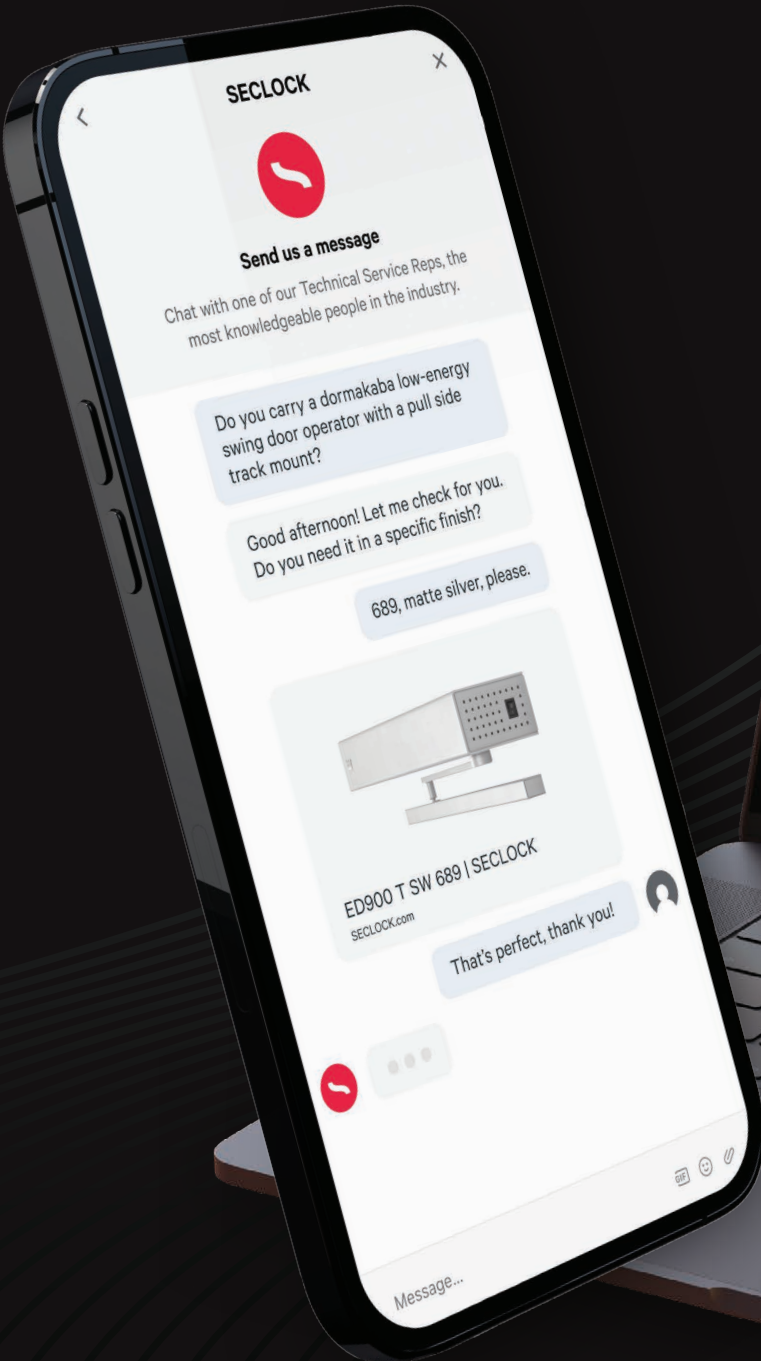 SECLOCK
Send us a message
Chat with one of our Technical Service Reps, the
most knowledgeable people in the industry.
Do you carry a dormakaba low-energy
swing door operator with a pull side
track mount?
Good afternoon! Let me check for you.
Do you need it in a specific finish?
689, matte silver, please.
ED900 T SW 689 | SECLOCK
SECLOCK.com
That's perfect, thank you!
GIF
Message...